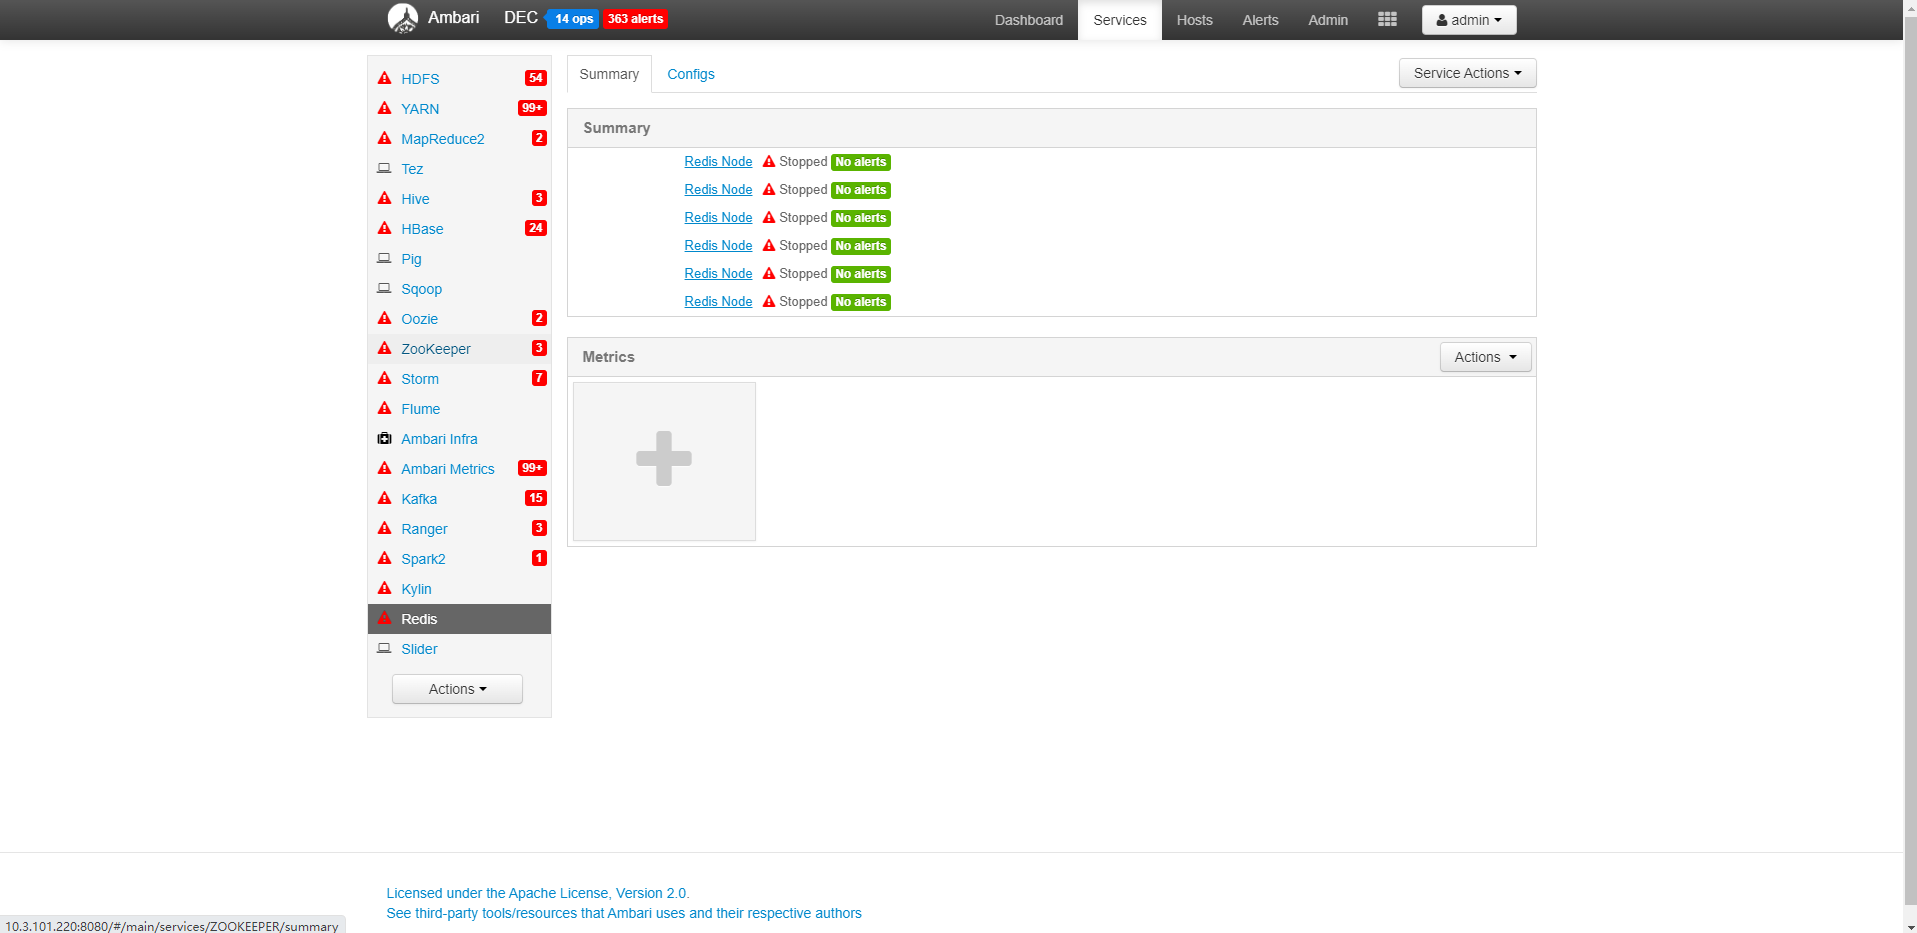 Ambari DEC 14 ops 363 alerts Dashboard Services Hosts Alerts Admin admin
HDFS 54
YARN 99+
MapReduce2 2
Tez
Hive 3
HBase 24
Pig
Sqoop
Oozie 2
ZooKeeper 3
Storm 7
Flume
Ambari Infra
Ambari Metrics 99+
Kafka 15
Ranger 3
Spark2 1
Kylin
Redis
Slider
Actions
Summary Configs Service Actions
Summary
Redis Node Stopped No alerts
Redis Node Stopped No alerts
Redis Node Stopped No alerts
Redis Node Stopped No alerts
Redis Node Stopped No alerts
Redis Node Stopped No alerts
Metrics Actions
Licensed under the Apache License, Version 2.0.
See third-party tools/resources that Ambari uses and their respective authors
10.3.101.220:8080/#/main/services/ZOOKEEPER/summary